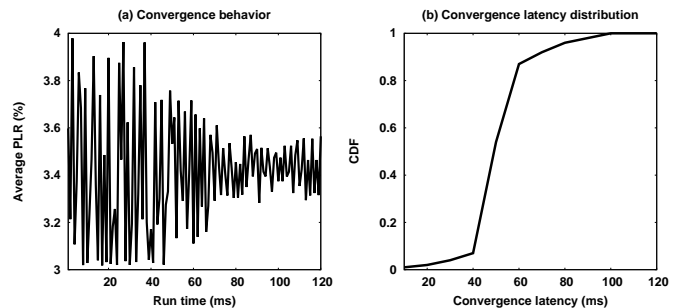 (a) Convergence behavior
4
3.8
3.6
3.4
3.2
3
Average PLR (%)
0 20 40 60 80 100 120
Run time (ms)
(b) Convergence latency distribution
1
0.8
0.6
0.4
0.2
0
CDF
20 40 60 80 100 120
Convergence latency (ms)